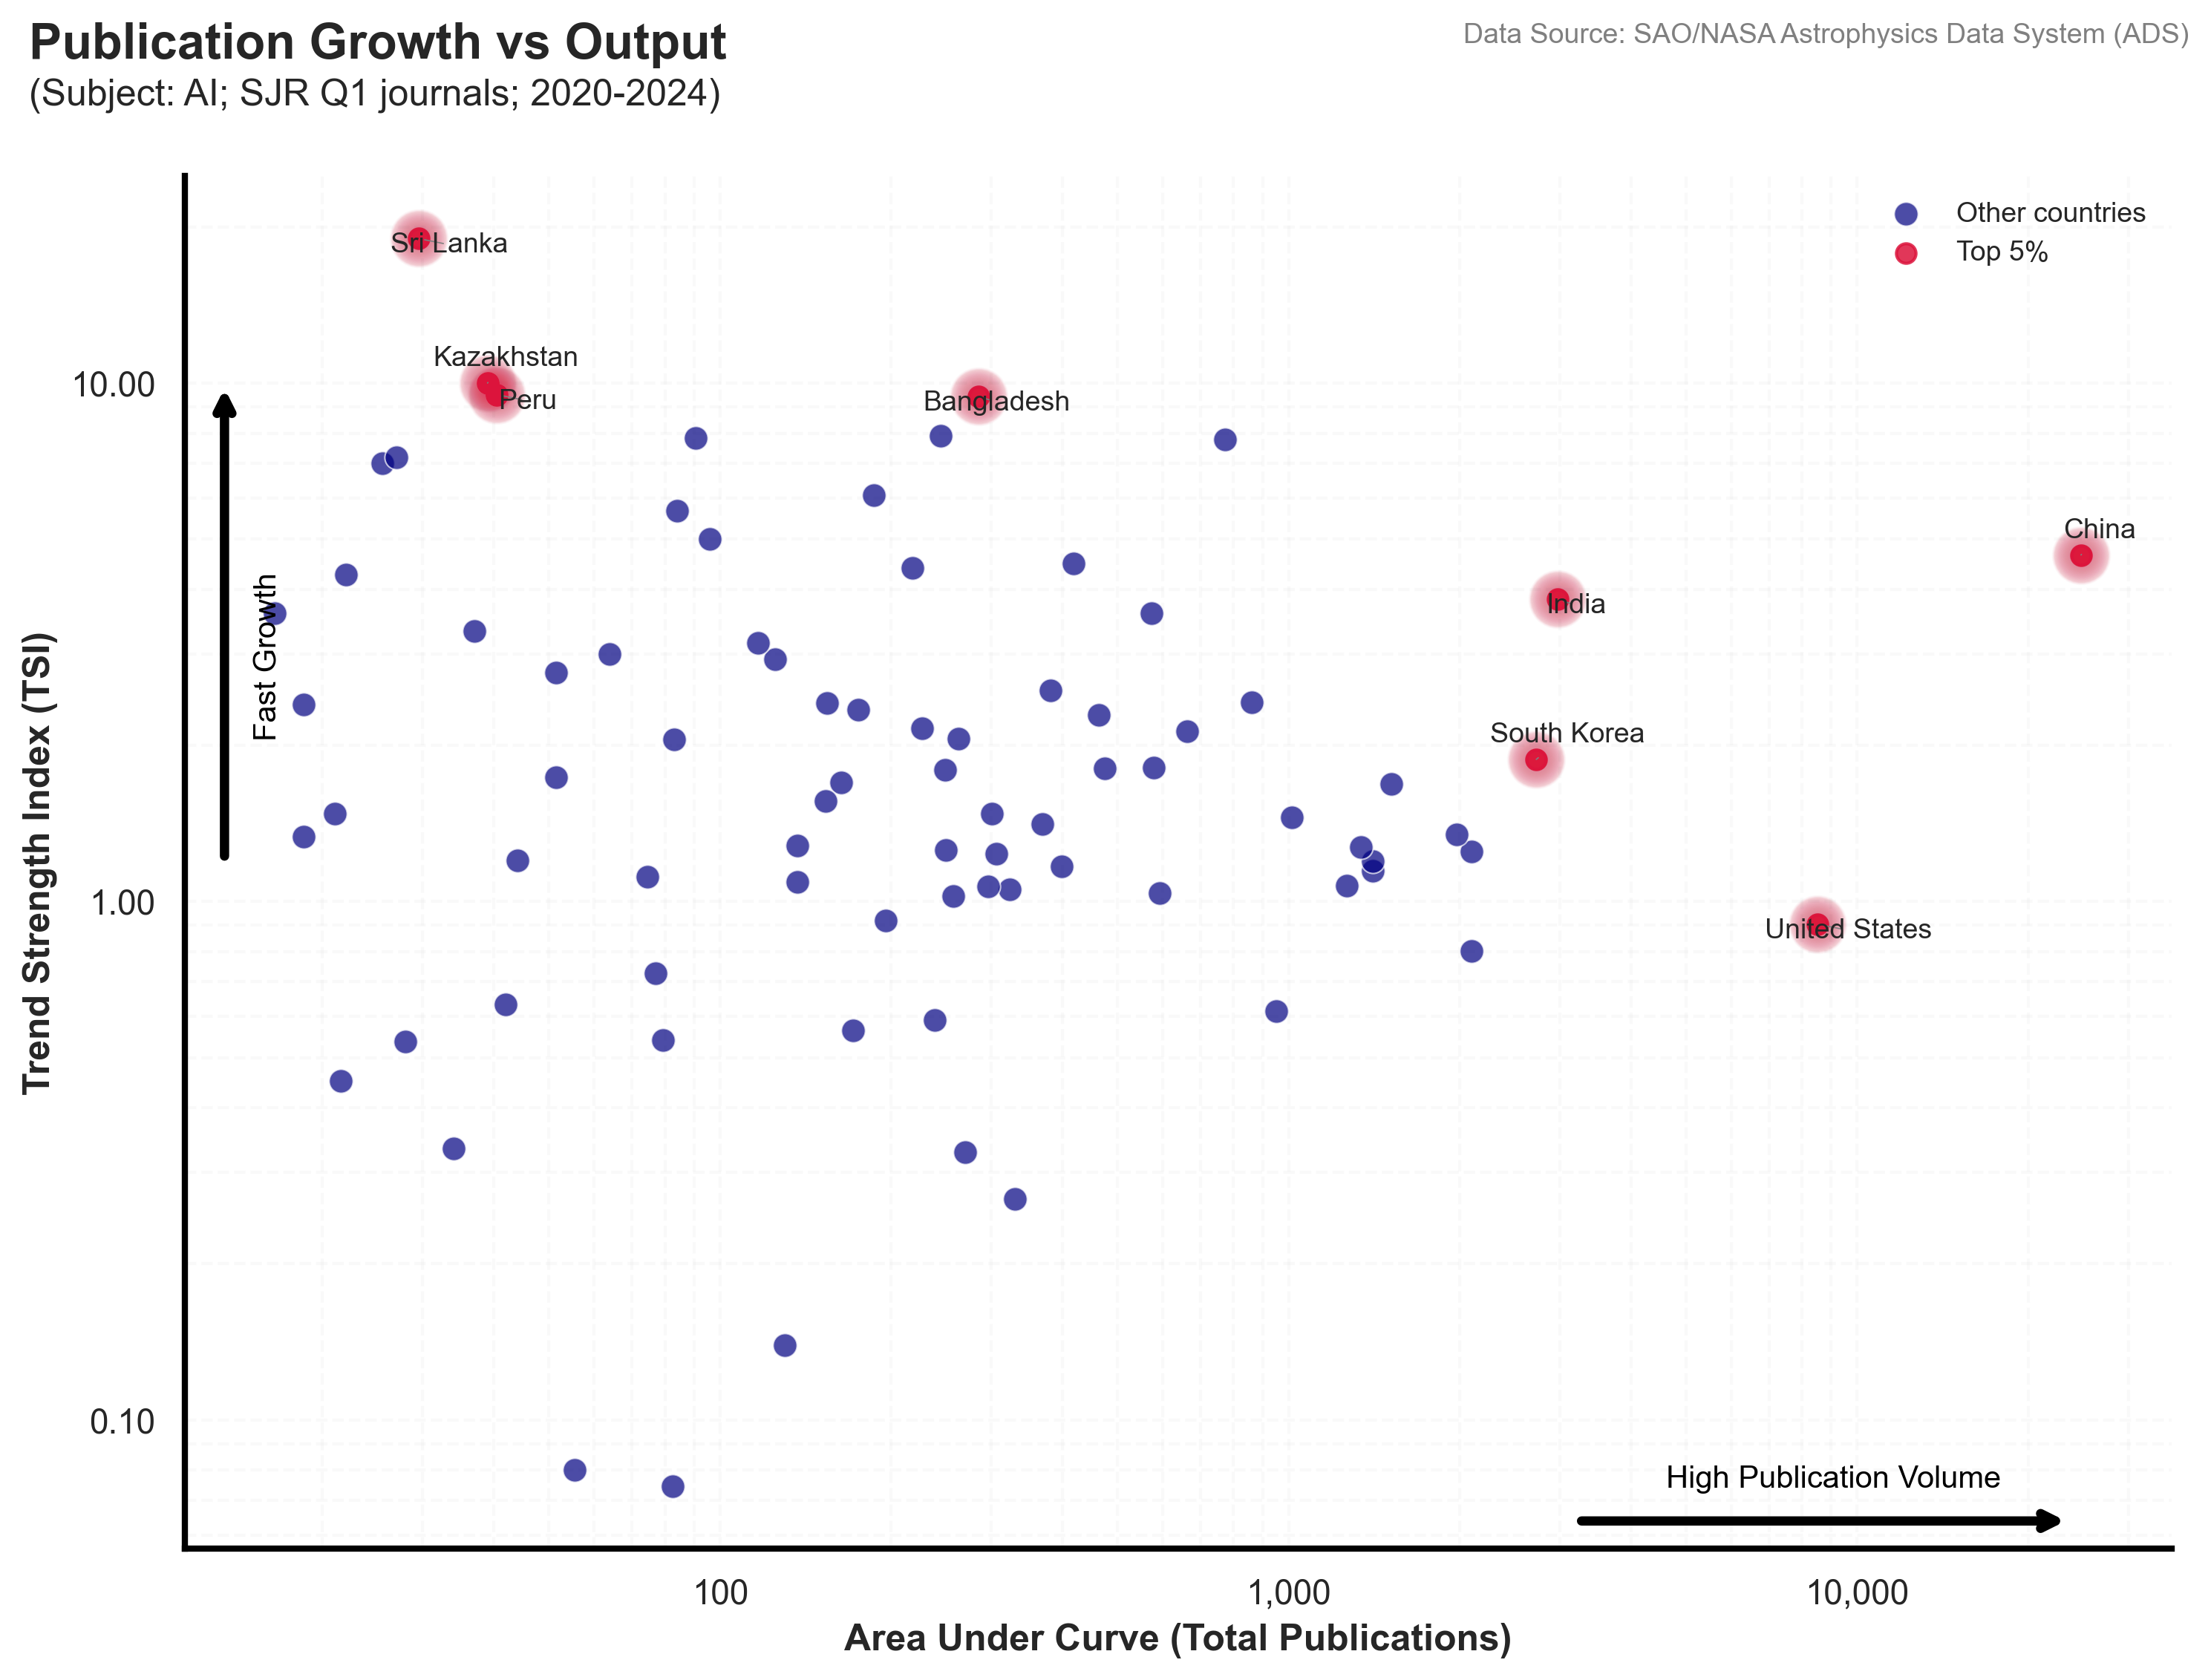 Publication Growth vs Output
Data Source: SAO/NASA Astrophysics Data System (ADS)
(Subject: AI; SJR Q1 journals; 2020-2024)
Other countries
Top 5%
Sri Lanka
Kazakhstan
Peru
Bangladesh
China
India
South Korea
United States
Fast Growth
High Publication Volume
Trend Strength Index (TSI)
10.00
1.00
0.10
100
1,000
10,000
Area Under Curve (Total Publications)